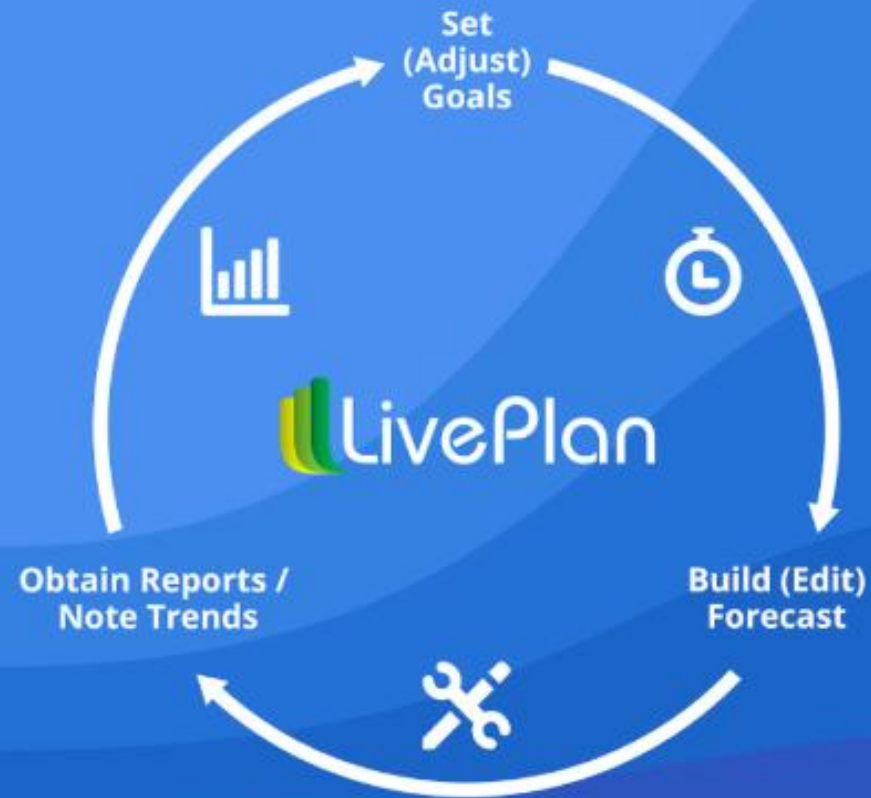 Set
(Adjust)
Goals
LivePlan
Obtain Reports /
Note Trends
Build (Edit)
Forecast